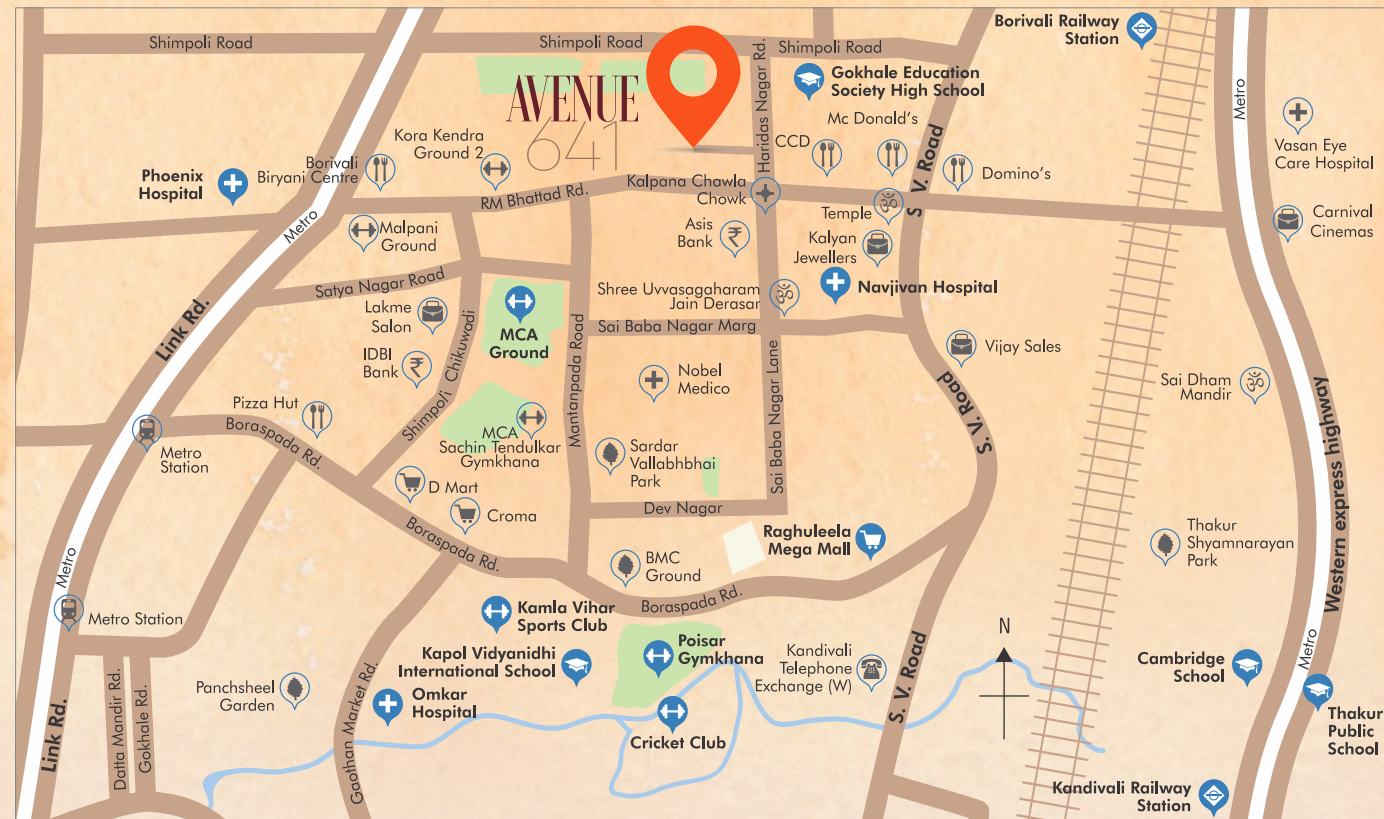 Shimpoli Road
Shimpoli Road
Shimpoli Road
Haridas Nagar Rd.
Borivali Railway
Station
Metro
AVENUE
641
Gokhale Education
Society High School
Mc Donald's
CCD
Domino's
S. V. Road
Vasan Eye
Care Hospital
Kora Kendra
Ground 2
Borivali
Biryani Centre
Phoenix
Hospital
Metro
RM Bhattad Rd.
Kalpana Chawla
Chowk
Temple
Carnival
Cinemas
Malpani
Ground
Asis
Bank
Kalyan
Jewellers
Satya Nagar Road
Shree Uvvasagaharam
Jain Derasar
Navjivan Hospital
Lakme
Salon
Link Rd.
MCA
Ground
Sai Baba Nagar Marg
Vijay Sales
IDBI
Bank
Shimpoli Chikuwadi
Mantanpada Road
Nobel
Medico
Sai Baba Nagar Lane
S. V. Road
Sai Dham
Mandir
Western express highway
Pizza Hut
Boraspada Rd.
MCA
Sachin Tendulkar
Gymkhana
Metro
Station
Sardar
Vallabhbhai
Park
D Mart
Croma
Dev Nagar
Boraspada Rd.
Raghuleela
Mega Mall
Thakur
Shyamnarayan
Park
BMC
Ground
Metro
Metro Station
Boraspada Rd.
Kamla Vihar
Sports Club
Kapol Vidyanidhi
International School
Poisar
Gymkhana
Kandivali
Telephone
Exchange (W)
N
S. V. Road
Cambridge
School
Metro
Panchsheel
Garden
Omkar
Hospital
Gaothan Market Rd.
Cricket Club
Thakur
Public
School
Link Rd.
Datta Mandir Rd.
Gokhale Rd.
Kandivali Railway
Station